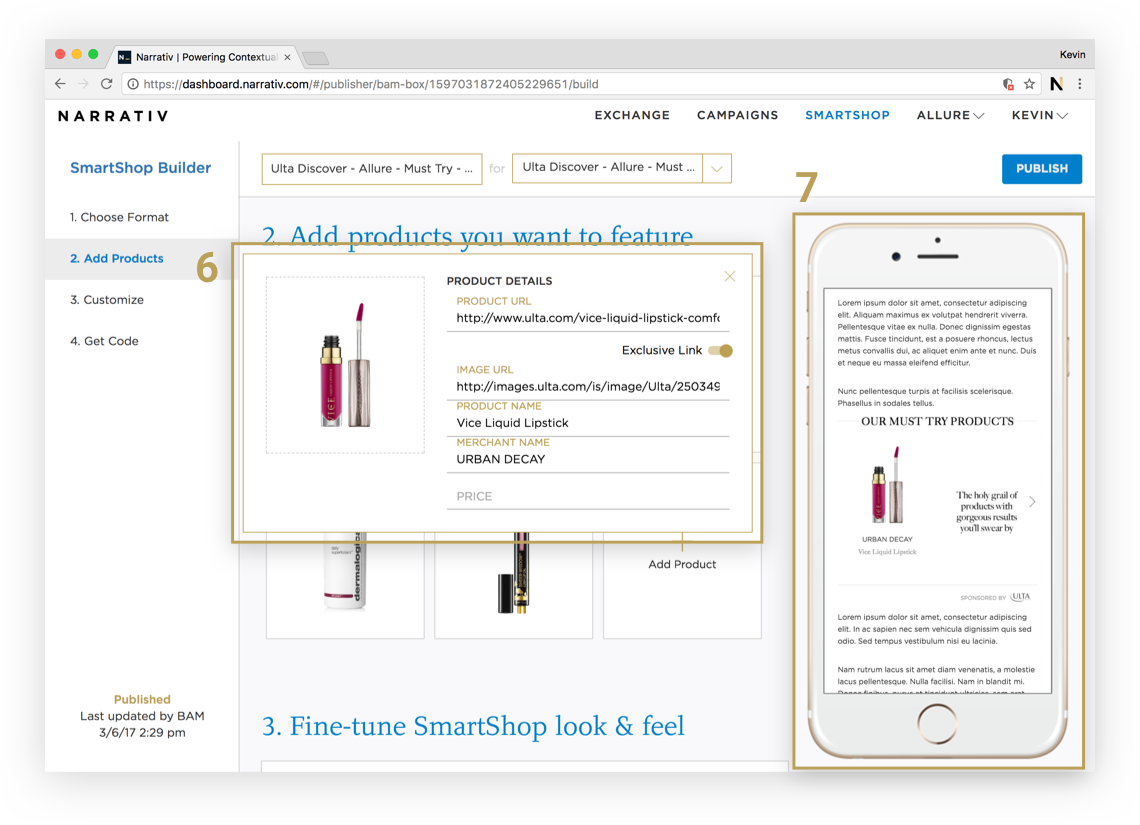 Narrativ | Powering Contextual
Kevin
https://dashboard.narrativ.com/#/publisher/bam-box/1597031872405229651/build
NARRATIV
EXCHANGE
CAMPAIGNS
SMARTSHOP
ALLURE
KEVIN
SmartShop Builder
Ulta Discover - Allure - Must Try - ...
for
Ulta Discover - Allure - Must ...
PUBLISH
1. Choose Format
2. Add Products
3. Customize
4. Get Code
Published
Last updated by BAM
3/6/17 2:29 pm
2. Add products you want to feature
6
PRODUCT DETAILS
PRODUCT URL
http://www.ulta.com/vice-liquid-lipstick-comfo
Exclusive Link
IMAGE URL
http://images.ulta.com/is/image/Ulta/250349
PRODUCT NAME
Vice Liquid Lipstick
MERCHANT NAME
URBAN DECAY
PRICE
VICE
dermalogica
Add Product
3. Fine-tune SmartShop look & feel
7
Lorem ipsum dolor sit amet, consectetur adipiscing
elit. Aliquam maximus ex volutpat hendrerit viverra.
Pellentesque vitae ex nulla. Donec dignissim egestas
mattis. Fusce tincidunt, est a posuere rhoncus, lectus
metus convallis dui, ac aliquet enim ante et nunc. Duis
et neque eu massa eleifend efficitur.
Nunc pellentesque turpis at facilisis scelerisque.
Phasellus in sodales tellus.
OUR MUST TRY PRODUCTS
The holy grail of
products with
gorgeous results
you'll swear by
URBAN DECAY
Vice Liquid Lipstick
SPONSORED BY ULTA
Lorem ipsum dolor sit amet, consectetur adipiscing
elit. In ac sapien nec sem vehicula dignissim quis sed
odio. Sed tempus vestibulum nisi eu lacinia.
Nam rutrum lacus sit amet diam venenatis, a molestie
lacus pellentesque. Nulla facilisi. Nam in blandit mi.